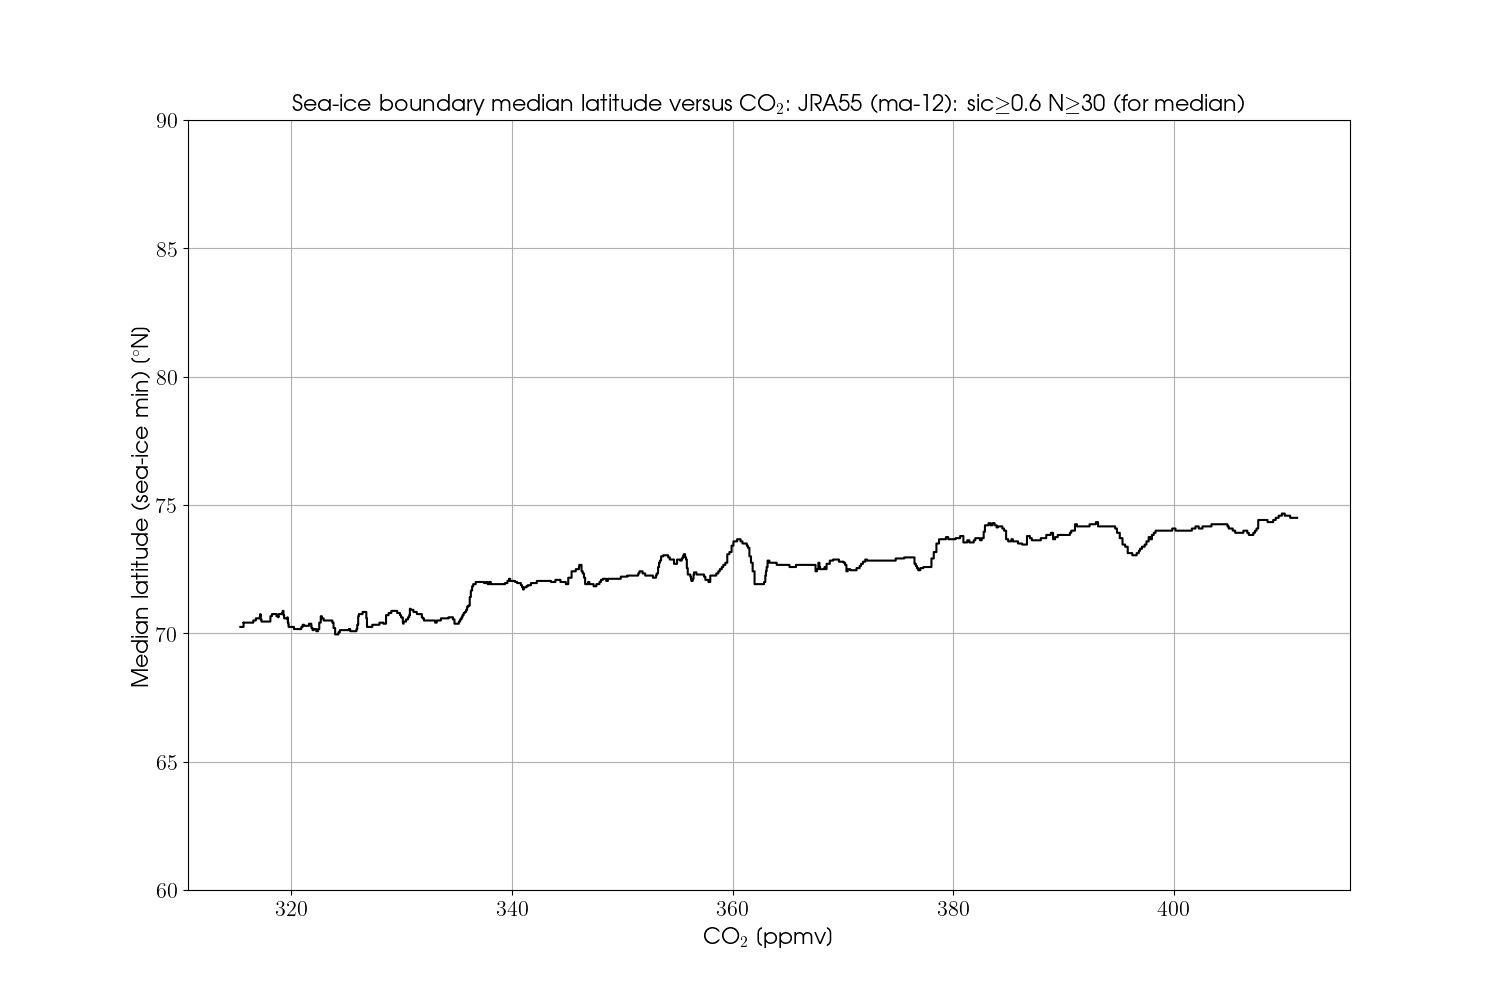 Sea-ice boundary median latitude versus CO₂: JRA55 (ma-12): sic≥0.6 N≥30 (for median)
90
85
80
75
70
65
60
Median latitude (sea-ice min) (°N)
320 340 360 380 400
CO₂ (ppmv)